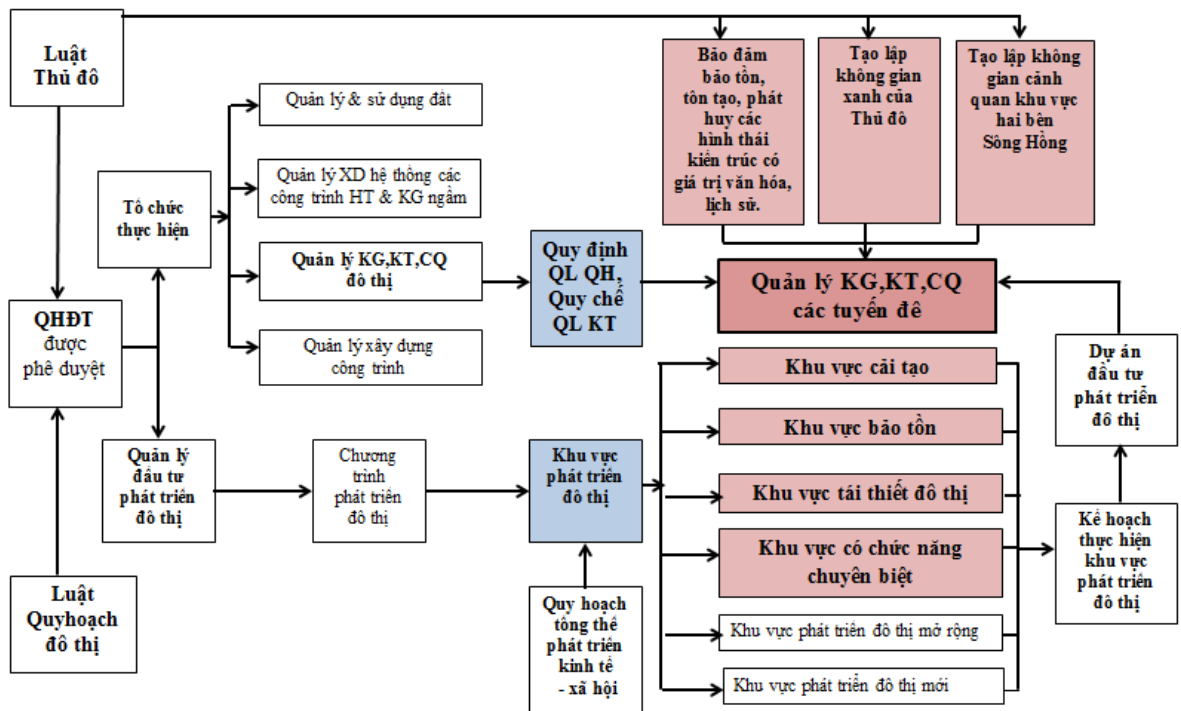 Luật
Thủ đô
Bảo đảm
bảo tồn,
tôn tạo, phát
huy các
hình thái
kiến trúc có
giá trị văn hóa,
lịch sử.
Tạo lập
không gian
xanh của
Thủ đô
Tạo lập không
gian cảnh
quan khu vực
hai bên
Sông Hồng
Quản lý & sử dụng đất
Quản lý XD hệ thống các
công trình HT & KG ngầm
Tổ chức
thực hiện
Quản lý KG,KT,CQ
đô thị
Quản lý xây dựng
công trình
Quy định
QL QH,
Quy chế
QL KT
Quản lý KG,KT,CQ
các tuyến đê
QHĐT
được
phê duyệt
Dự án
đầu tư
phát triển
đô thị
Khu vực cải tạo
Khu vực bảo tồn
Khu vực tái thiết đô thị
Khu vực có chức năng
chuyên biệt
Khu vực phát triển đô thị mở rộng
Khu vực phát triển đô thị mới
Quản lý
đầu tư
phát triển
đô thị
Chương
trình
phát triển
đô thị
Khu vực
phát triển
đô thị
Kế hoạch
thực hiện
khu vực
phát triển
đô thị
Luật
Quyhoạch
đô thị
Quy hoạch
tổng thể
phát triển
kinh tế
- xã hội